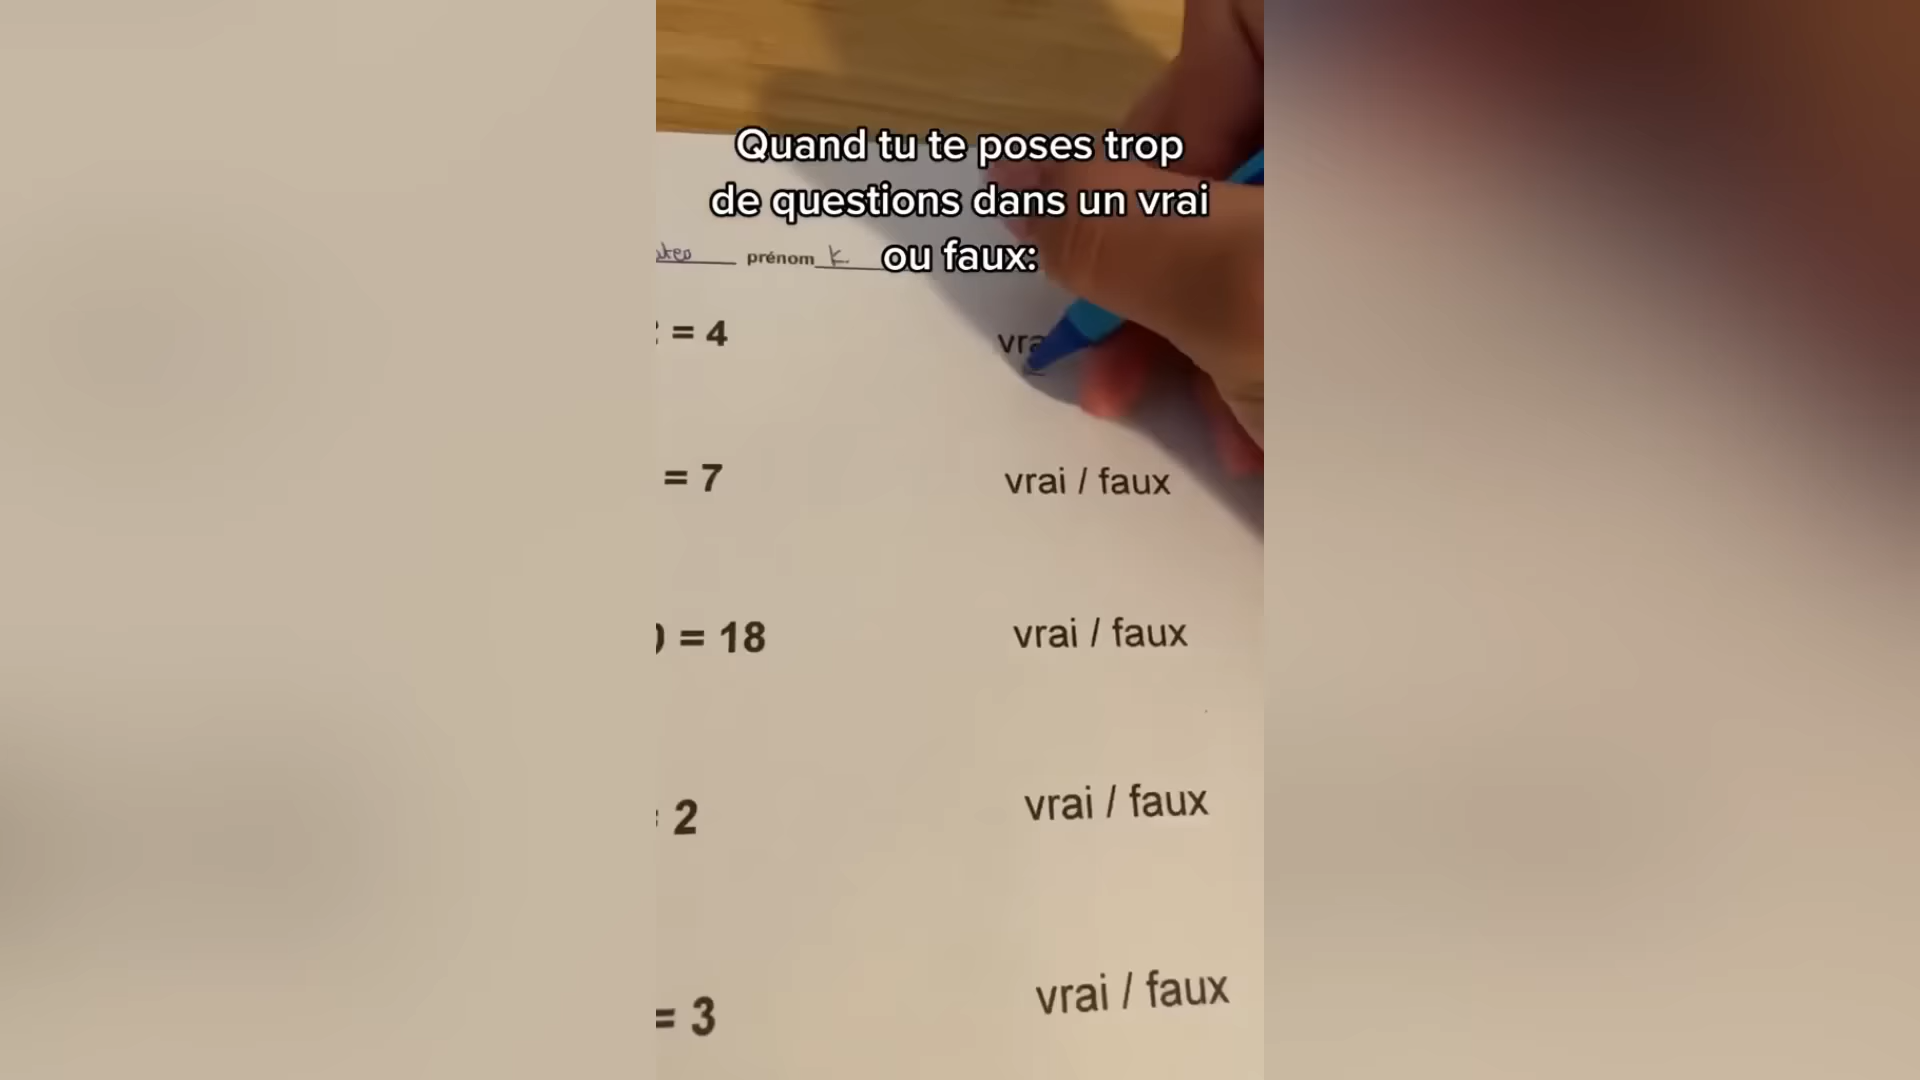 Quand tu te poses trop
de questions dans un vrai
ou faux:
prénom K.
= 4
= 7 vrai / faux
= 18 vrai / faux
2 vrai / faux
= 3 vrai / faux